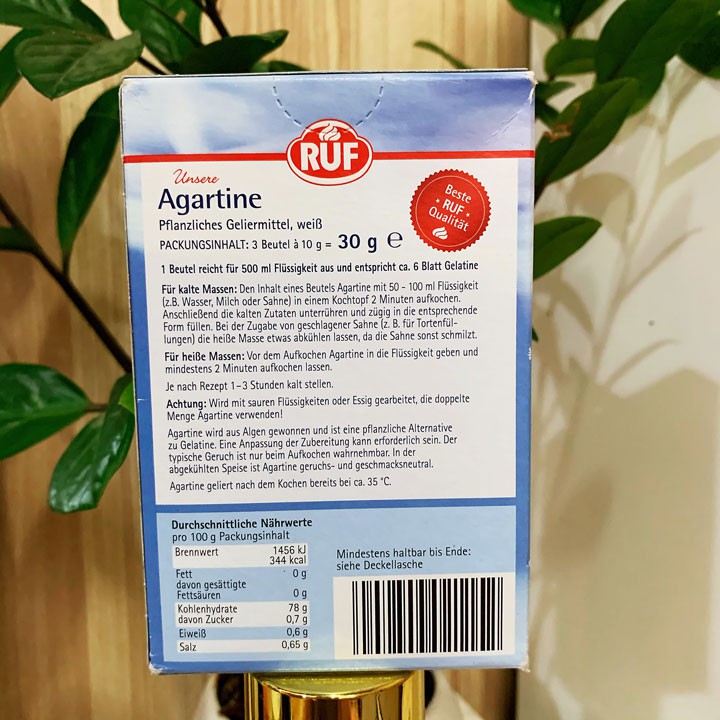 RUF
Unsere
Agartine
Beste
RUF
Qualität
Pflanzliches Geliermittel, weiß
PACKUNGSINHALT: 3 Beutel à 10 g = 30 g ℮
1 Beutel reicht für 500 ml Flüssigkeit aus und entspricht ca. 6 Blatt Gelatine
Für kalte Massen: Den Inhalt eines Beutels Agartine mit 50 - 100 ml Flüssigkeit
(z.B. Wasser, Milch oder Sahne) in einem Kochtopf 2 Minuten aufkochen.
Anschließend die kalten Zutaten unterrühren und zügig in die entsprechende
Form füllen. Bei der Zugabe von geschlagener Sahne (z. B. für Tortenfül-
lungen) die heiße Masse etwas abkühlen lassen, da die Sahne sonst schmilzt.
Für heiße Massen: Vor dem Aufkochen Agartine in die Flüssigkeit geben und
mindestens 2 Minuten aufkochen lassen.
Je nach Rezept 1-3 Stunden kalt stellen.
Achtung: Wird mit sauren Flüssigkeiten oder Essig gearbeitet, die doppelte
Menge Agartine verwenden!
Agartine wird aus Algen gewonnen und ist eine pflanzliche Alternative
zu Gelatine. Eine Anpassung der Zubereitung kann erforderlich sein. Der
typische Geruch ist nur beim Aufkochen wahrnehmbar. In der
abgekühlten Speise ist Agartine geruchs- und geschmacksneutral.
Agartine geliert nach dem Kochen bereits bei ca. 35 °C.
Durchschnittliche Nährwerte
pro 100 g Packungsinhalt
Brennwert 1456 kJ
344 kcal
Fett 0 g
davon gesättigte
Fettsäuren 0 g
Kohlenhydrate 78 g
davon Zucker 0,7 g
Eiweiß 0,6 g
Salz 0,65 g
Mindestens haltbar bis Ende:
siehe Deckellasche